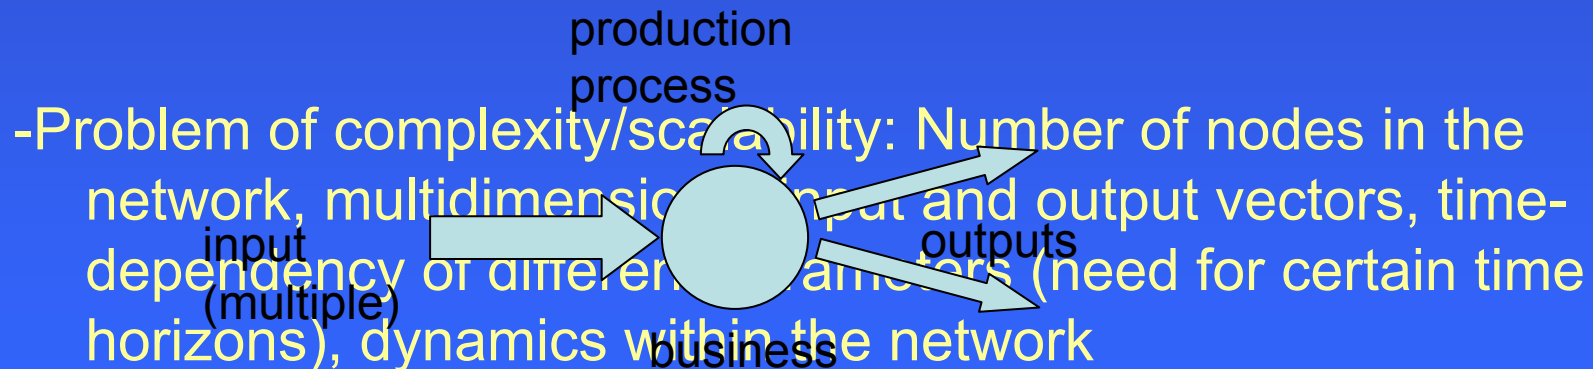 production
process
-Problem of complexity/scalability: Number of nodes in the
network, multidimensional input and output vectors, time-
dependency of different parameters (need for certain time
horizons), dynamics within the network
input
(multiple)
outputs
business